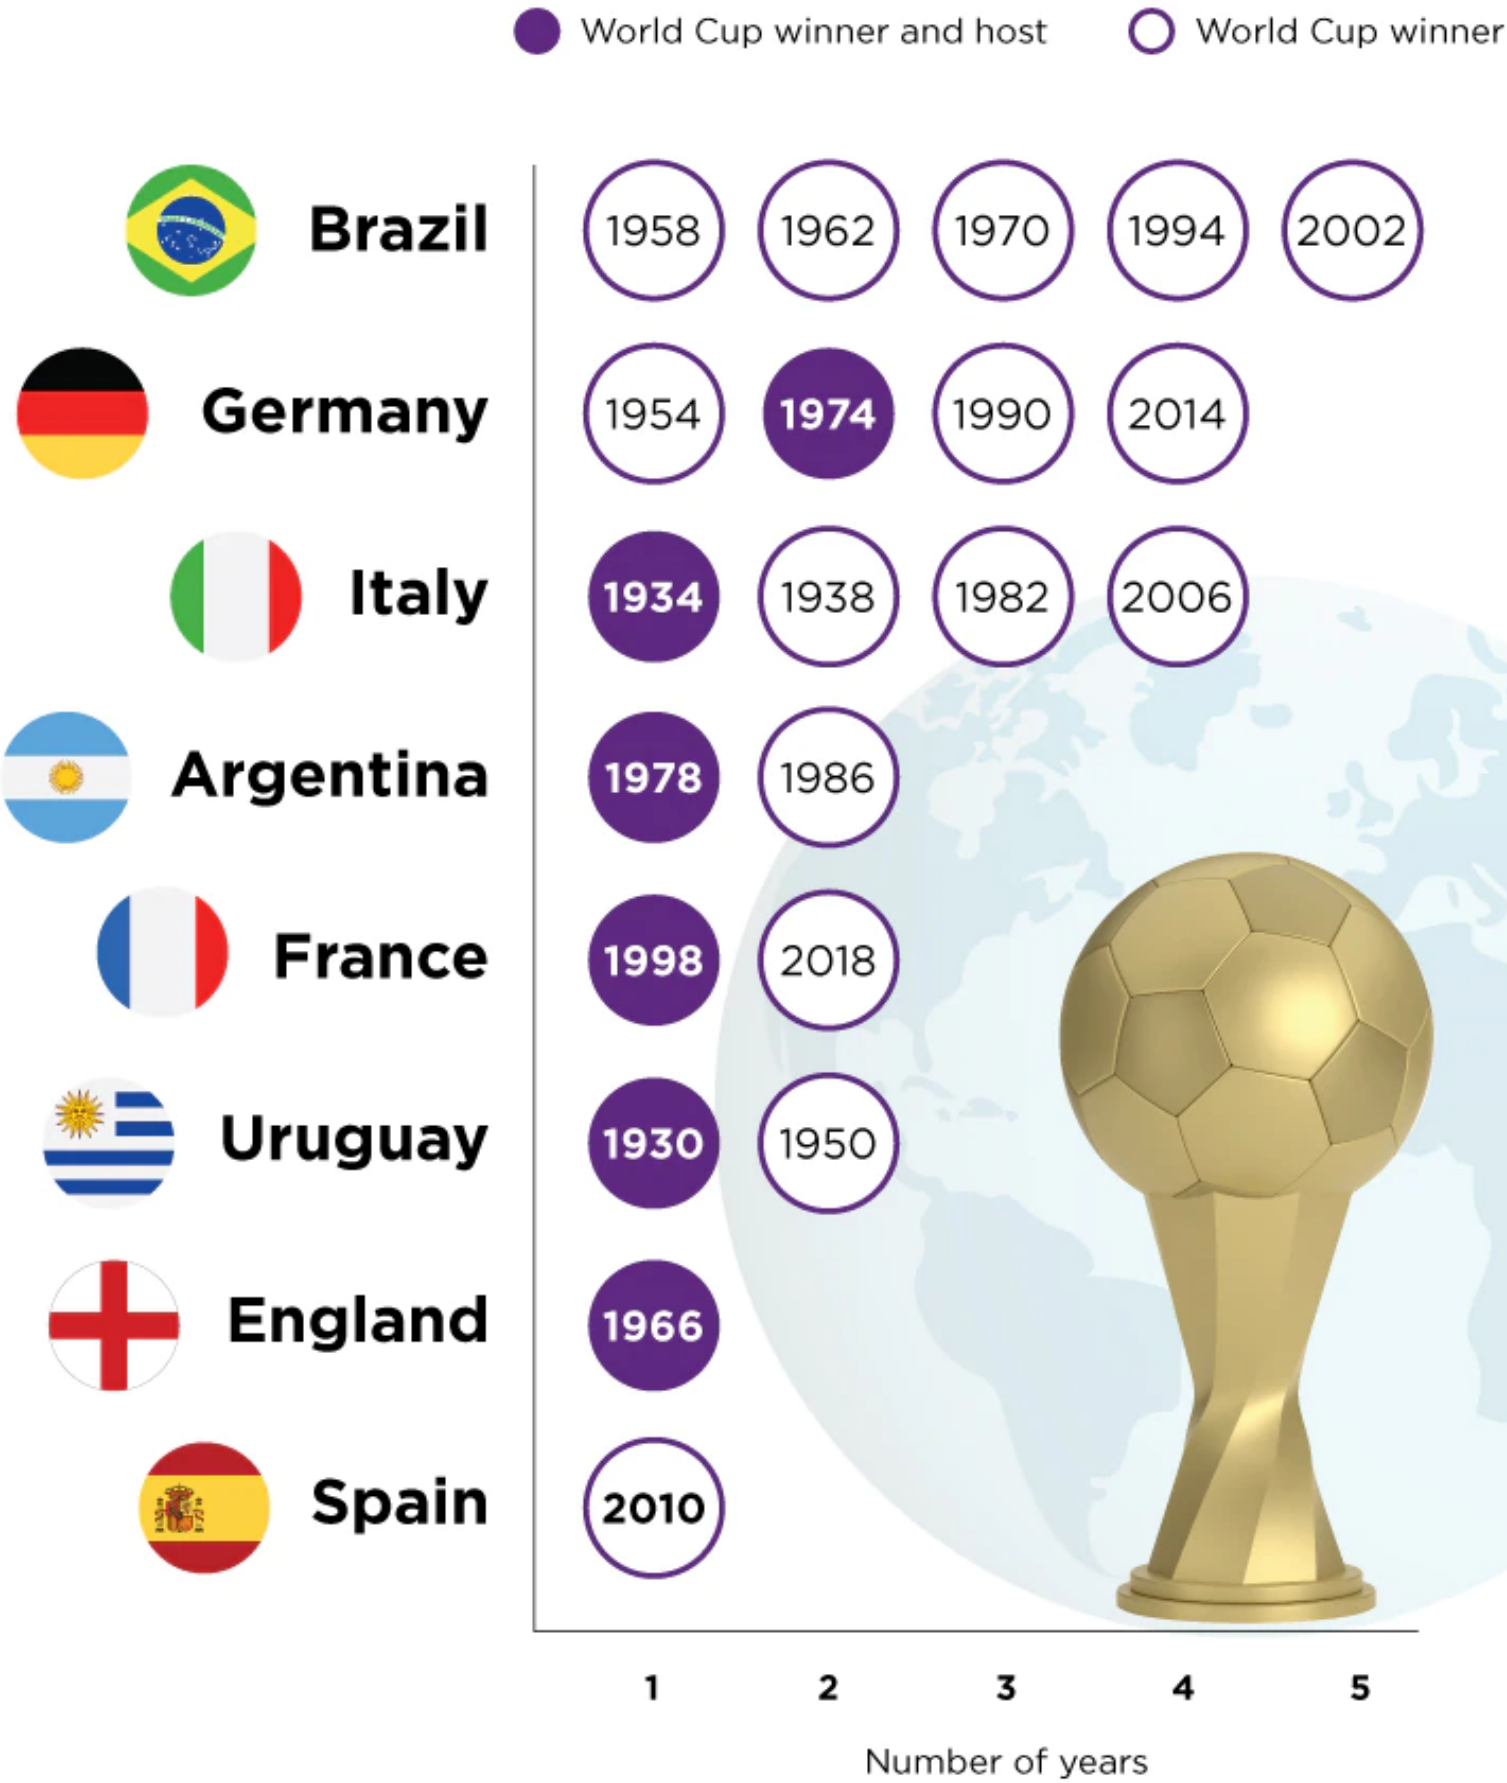 World Cup winner and host World Cup winner
Brazil 1958 1962 1970 1994 2002
Germany 1954 1974 1990 2014
Italy 1934 1938 1982 2006
Argentina 1978 1986
France 1998 2018
Uruguay 1930 1950
England 1966
Spain 2010
1 2 3 4 5
Number of years